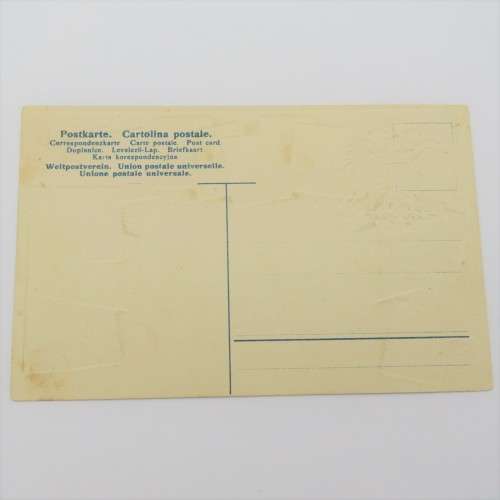 Postkarte. Cartolina postale.
Correspondenzkarte Carte postale. Post card
Dopisnice. Levelező-Lap. Briefkaart
Karta korespondencyjna
Weltpostverein. Union postale universelle.
Unione postale universale.